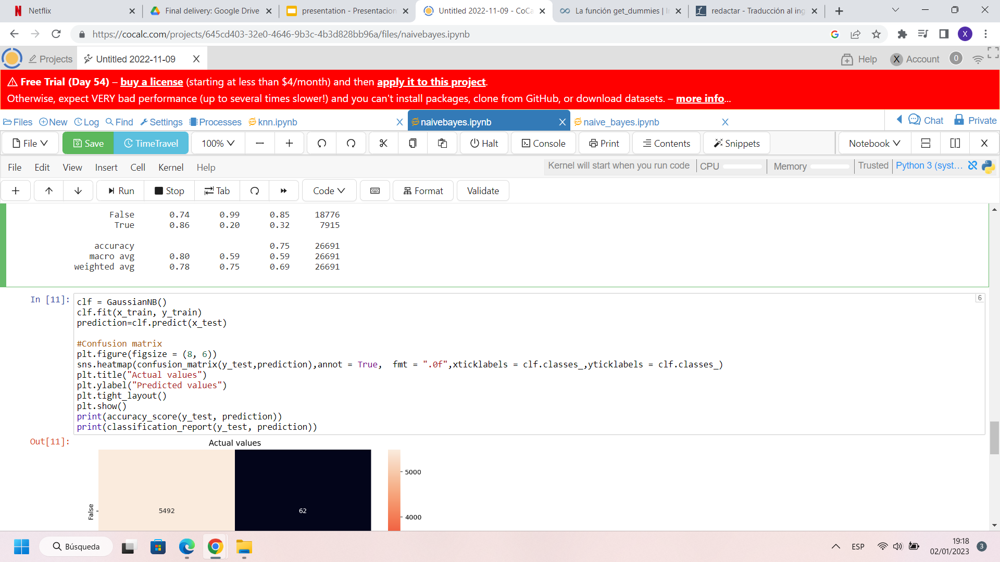 Netflix
Final delivery: Google Drive
presentation - Presentacion
Untitled 2022-11-09 - CoCa
La función get_dummies | I
redactar - Traducción al ing
https://cocalc.com/projects/645cd403-32e0-4646-9b3c-4b3d828bb96a/files/naivebayes.ipynb
X
Projects
Untitled 2022-11-09
Help
X Account
0
Free Trial (Day 54) – buy a license (starting at less than $4/month) and then apply it to this project.
Otherwise, expect VERY bad performance (up to several times slower!) and you can't install packages, clone from GitHub, or download datasets. – more info...
Files
New
Log
Find
Settings
Processes
knn.ipynb
naivebayes.ipynb
naive_bayes.ipynb
Chat
Private
File
Save
TimeTravel
100%
Halt
Console
Print
Contents
Snippets
Notebook
File Edit View Insert Cell Kernel Help
Kernel will start when you run code
CPU
Memory
Trusted
Python 3 (syst...
Run
Stop
Tab
Code
Format
Validate
False 0.74 0.99 0.85 18776
True 0.86 0.20 0.32 7915
accuracy 0.75 26691
macro avg 0.80 0.59 0.59 26691
weighted avg 0.78 0.75 0.69 26691
In [11]:
6
clf = GaussianNB()
clf.fit(x_train, y_train)
prediction=clf.predict(x_test)
#Confusion matrix
plt.figure(figsize = (8, 6))
sns.heatmap(confusion_matrix(y_test,prediction),annot = True,  fmt = ".0f",xticklabels = clf.classes_,yticklabels = clf.classes_)
plt.title("Actual values")
plt.ylabel("Predicted values")
plt.tight_layout()
plt.show()
print(accuracy_score(y_test, prediction))
print(classification_report(y_test, prediction))
Out[11]:
Actual values
5000
False
5492
62
4000
Búsqueda
ESP
19:18
02/01/2023
3